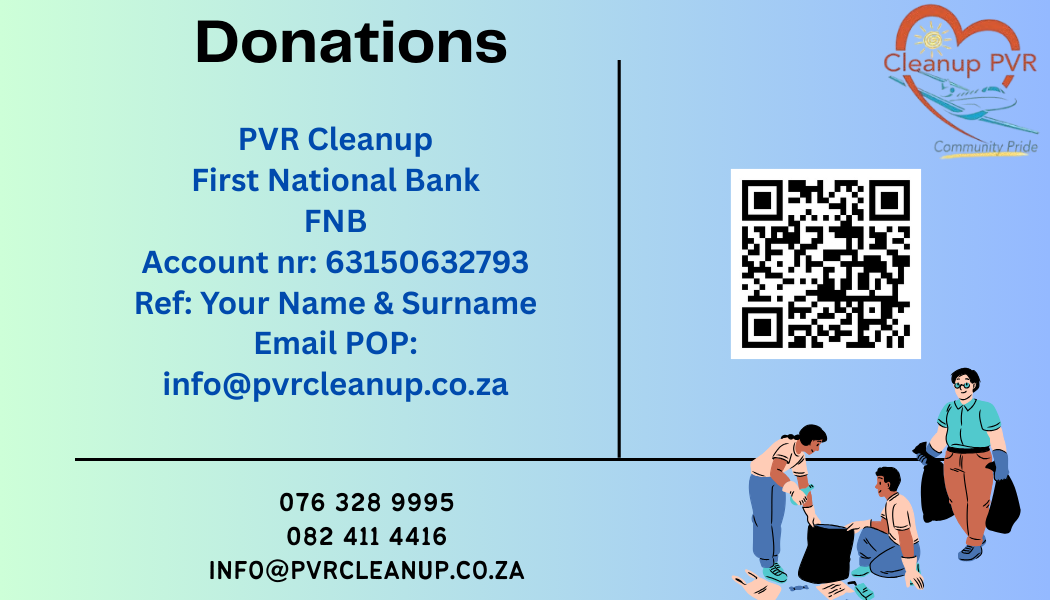 Donations
Cleanup PVR
Community Pride
PVR Cleanup
First National Bank
FNB
Account nr: 63150632793
Ref: Your Name & Surname
Email POP:
info@pvrcleanup.co.za
076 328 9995
082 411 4416
INFO@PVRCLEANUP.CO.ZA